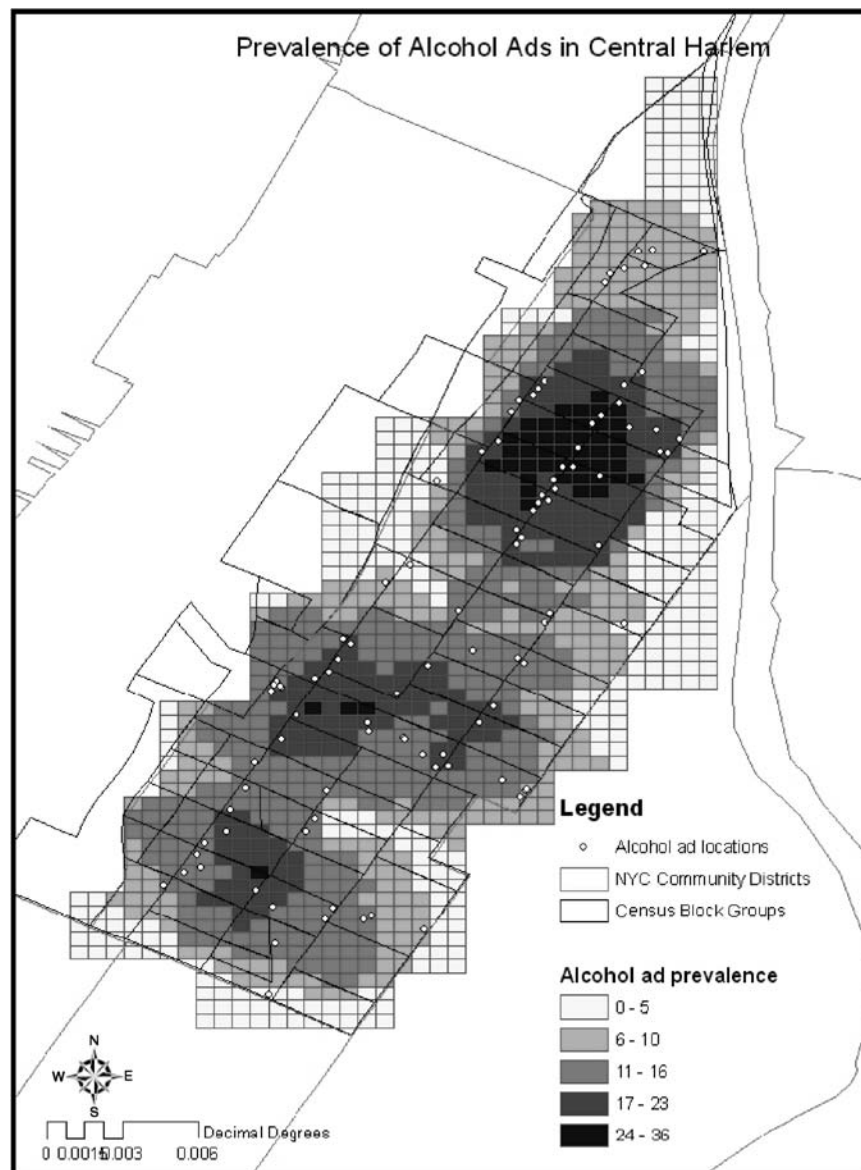 Prevalence of Alcohol Ads in Central Harlem
Legend
Alcohol ad locations
NYC Community Districts
Census Block Groups
Alcohol ad prevalence
0 - 5
6 - 10
11 - 16
17 - 23
24 - 36
N
W E
S
Decimal Degrees
0 0.0015 0.003 0.006